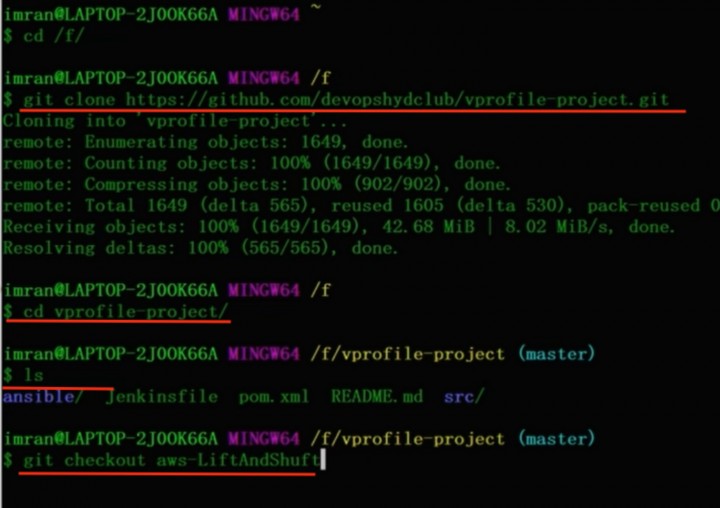 imran@LAPTOP-2J0OK66A MINGW64 ~
$ cd /f/
imran@LAPTOP-2J0OK66A MINGW64 /f
$ git clone https://github.com/devopshydclub/vprofile-project.git
Cloning into 'vprofile-project'...
remote: Enumerating objects: 1649, done.
remote: Counting objects: 100% (1649/1649), done.
remote: Compressing objects: 100% (902/902), done.
remote: Total 1649 (delta 565), reused 1605 (delta 530), pack-reused 0
Receiving objects: 100% (1649/1649), 42.68 MiB | 8.02 MiB/s, done.
Resolving deltas: 100% (565/565), done.
imran@LAPTOP-2J0OK66A MINGW64 /f
$ cd vprofile-project/
imran@LAPTOP-2J0OK66A MINGW64 /f/vprofile-project (master)
$ ls
ansible/ Jenkinsfile pom.xml README.md src/
imran@LAPTOP-2J0OK66A MINGW64 /f/vprofile-project (master)
$ git checkout aws-LiftAndShuft